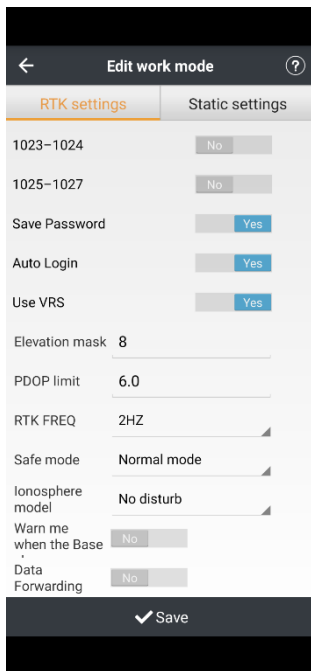 Edit work mode ?
RTK settings Static settings
1023–1024 No
1025–1027 No
Save Password Yes
Auto Login Yes
Use VRS Yes
Elevation mask 8
PDOP limit 6.0
RTK FREQ 2HZ
Safe mode Normal mode
Ionosphere
model No disturb
Warn me
when the Base No
Data
Forwarding No
Save